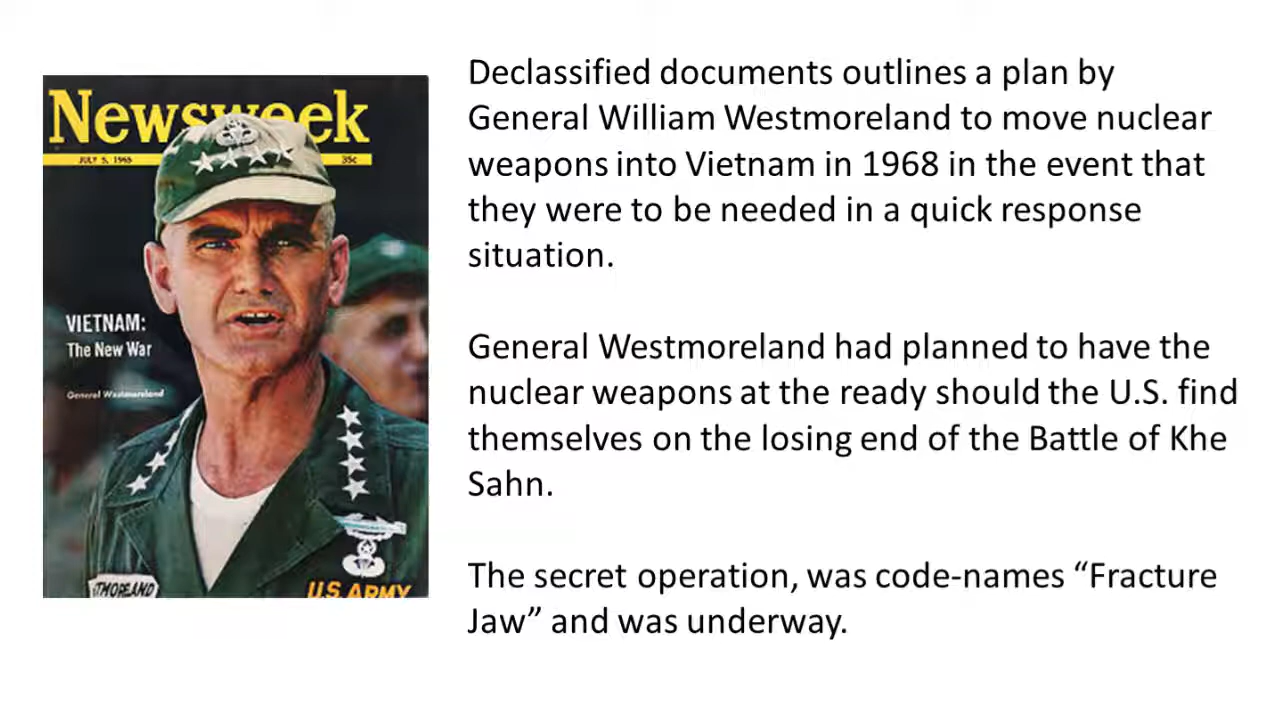 Newsweek
JULY 5, 1965
35c
VIETNAM:
The New War
General Westmoreland
TMORELAND
U.S. ARMY
Declassified documents outlines a plan by
General William Westmoreland to move nuclear
weapons into Vietnam in 1968 in the event that
they were to be needed in a quick response
situation.
General Westmoreland had planned to have the
nuclear weapons at the ready should the U.S. find
themselves on the losing end of the Battle of Khe
Sahn.
The secret operation, was code-names “Fracture
Jaw” and was underway.